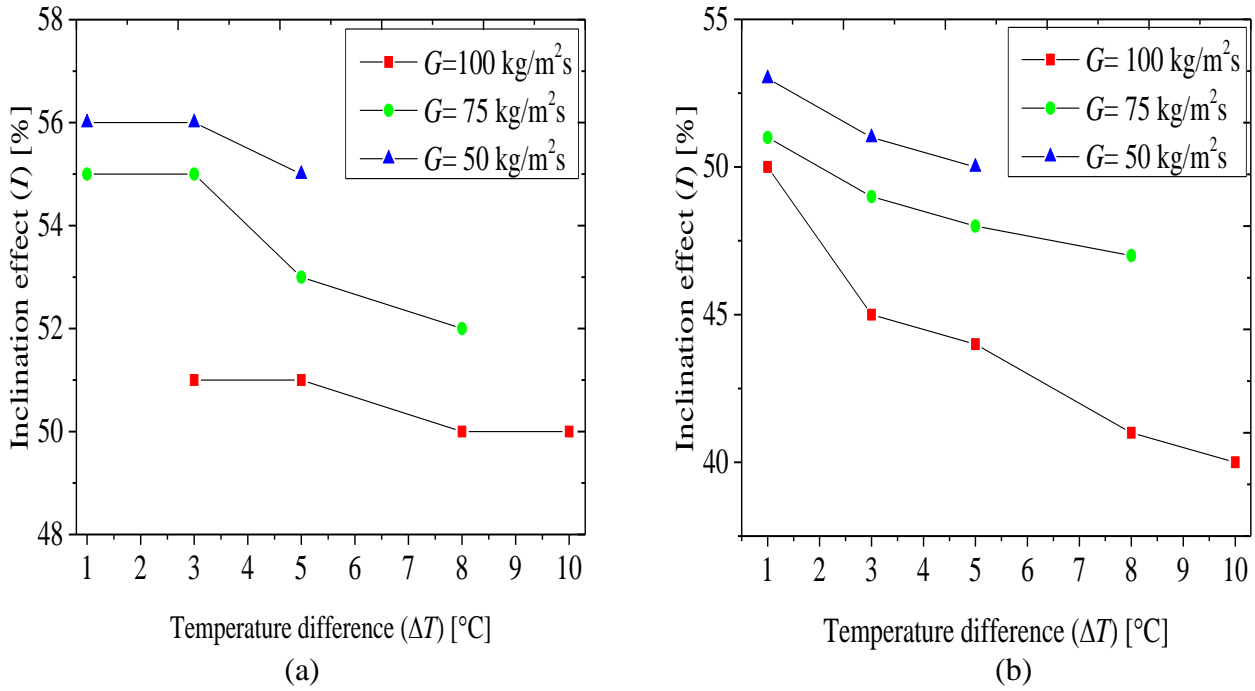 58
56
54
52
50
48
Inclination effect (I) [%]
G=100 kg/m²s
G= 75 kg/m²s
G= 50 kg/m²s
1 2 3 4 5 6 7 8 9 10
Temperature difference (ΔT) [°C]
(a)
55
50
45
40
Inclination effect (I) [%]
G= 100 kg/m²s
G= 75 kg/m²s
G= 50 kg/m²s
1 2 3 4 5 6 7 8 9 10
Temperature difference (ΔT) [°C]
(b)